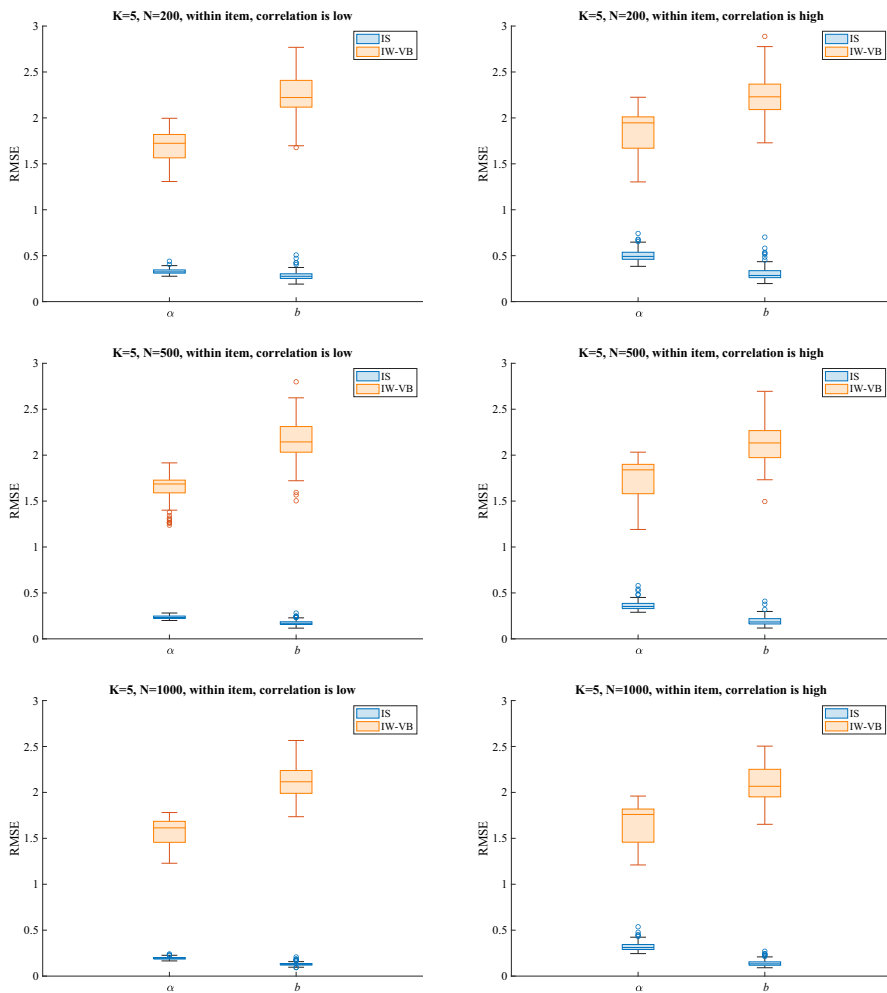 K=5, N=200, within item, correlation is low
3
2.5
2
1.5
1
0.5
0
RMSE
α
b
IS
IW-VB
K=5, N=200, within item, correlation is high
3
2.5
2
1.5
1
0.5
0
RMSE
α
b
IS
IW-VB
K=5, N=500, within item, correlation is low
3
2.5
2
1.5
1
0.5
0
RMSE
α
b
IS
IW-VB
K=5, N=500, within item, correlation is high
3
2.5
2
1.5
1
0.5
0
RMSE
α
b
IS
IW-VB
K=5, N=1000, within item, correlation is low
3
2.5
2
1.5
1
0.5
0
RMSE
α
b
IS
IW-VB
K=5, N=1000, within item, correlation is high
3
2.5
2
1.5
1
0.5
0
RMSE
α
b
IS
IW-VB